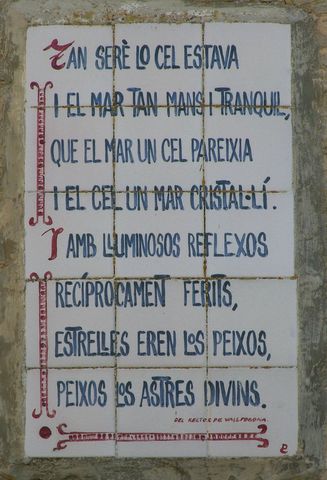 TAN SERÈ LO CEL ESTAVA
I EL MAR TAN MANS I TRANQUIL,
QUE EL MAR UN CEL PAREIXIA
I EL CEL UN MAR CRISTAL·LÍ.
I AMB LLUMINOSOS REFLEXOS
RECÍPROCAMENT FERITS,
ESTRELLES EREN LOS PEIXOS,
PEIXOS LOS ASTRES DIVINS.
DEL RECTOR DE VALLFOGONA.